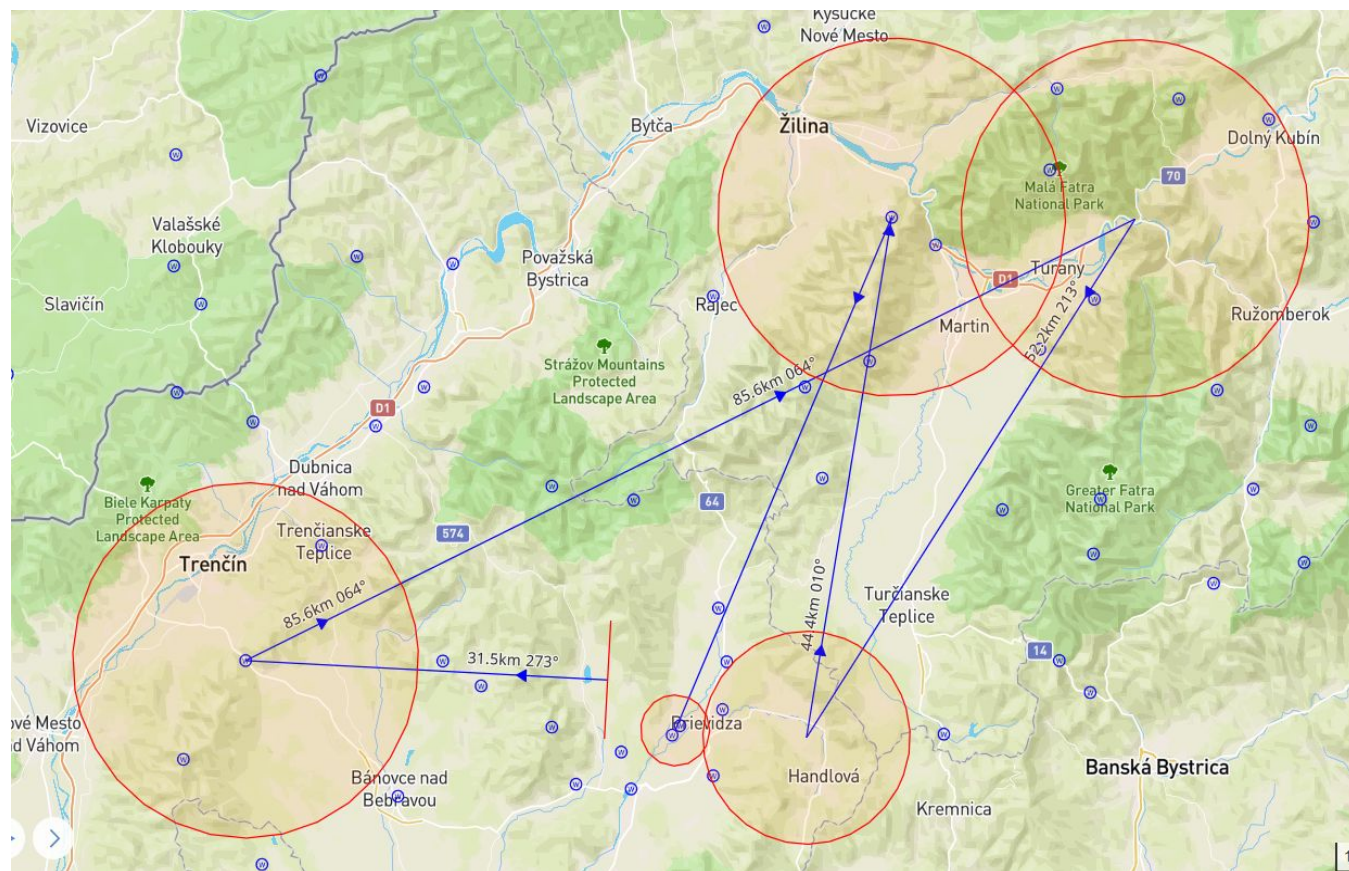 Kysucké
Nové Mesto
Vizovice
Bytča
Žilina
Dolný Kubín
70
Malá Fatra
National Park
Valašské
Klobouky
Považská
Bystrica
Turany
D1
Slavičín
Rajec
Ružomberok
Martin
52.2km 213°
Strážov Mountains
Protected
Landscape Area
85.6km 064°
D1
Dubnica
nad Váhom
Biele Karpaty
Protected
Landscape Area
Greater Fatra
National Park
64
Trenčianske
Teplice
574
Trenčín
85.6km 064°
44.4km 010°
Turčianske
Teplice
14
31.5km 273°
ové Mesto
ad Váhom
Prievidza
Banská Bystrica
Bánovce nad
Bebravou
Handlová
Kremnica
1